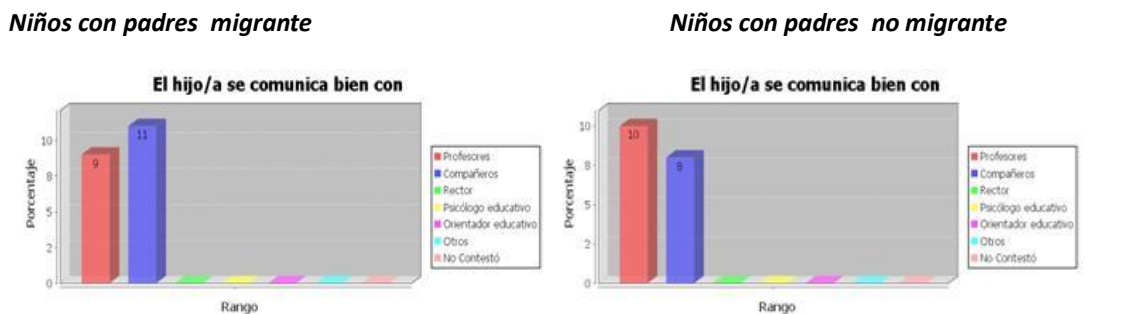 Niños con padres migrante
Niños con padres no migrante
El hijo/a se comunica bien con
Porcentaje
10
8
5
2
0
9
11
Rango
Profesores
Compañeros
Rector
Psicólogo educativo
Orientador educativo
Otros
No Contestó
El hijo/a se comunica bien con
Porcentaje
10
8
5
2
0
10
8
Rango
Profesores
Compañeros
Rector
Psicólogo educativo
Orientador educativo
Otros
No Contestó